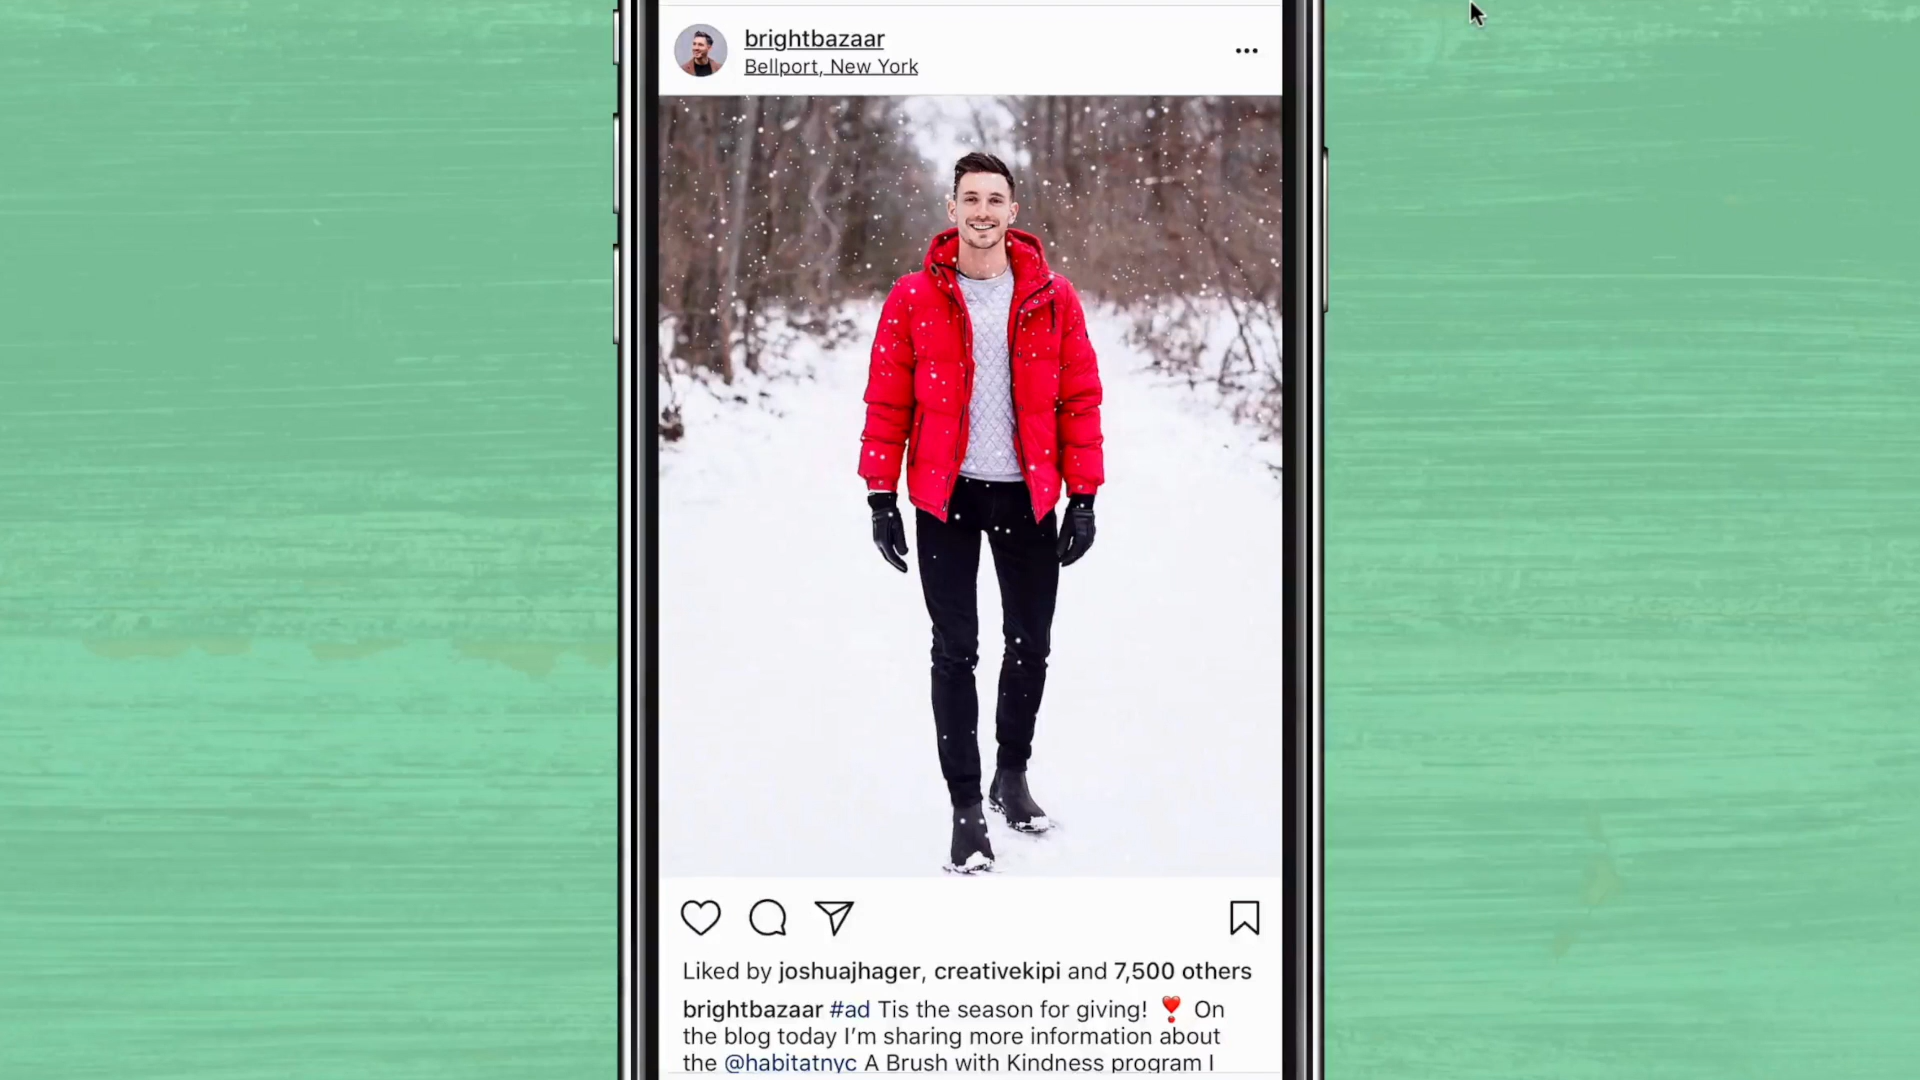 brightbazaar
Bellport, New York
Liked by joshuajhager, creativekipi and 7,500 others
brightbazaar #ad Tis the season for giving! ❣️ On
the blog today I’m sharing more information about
the @habitatnyc A Brush with Kindness program I